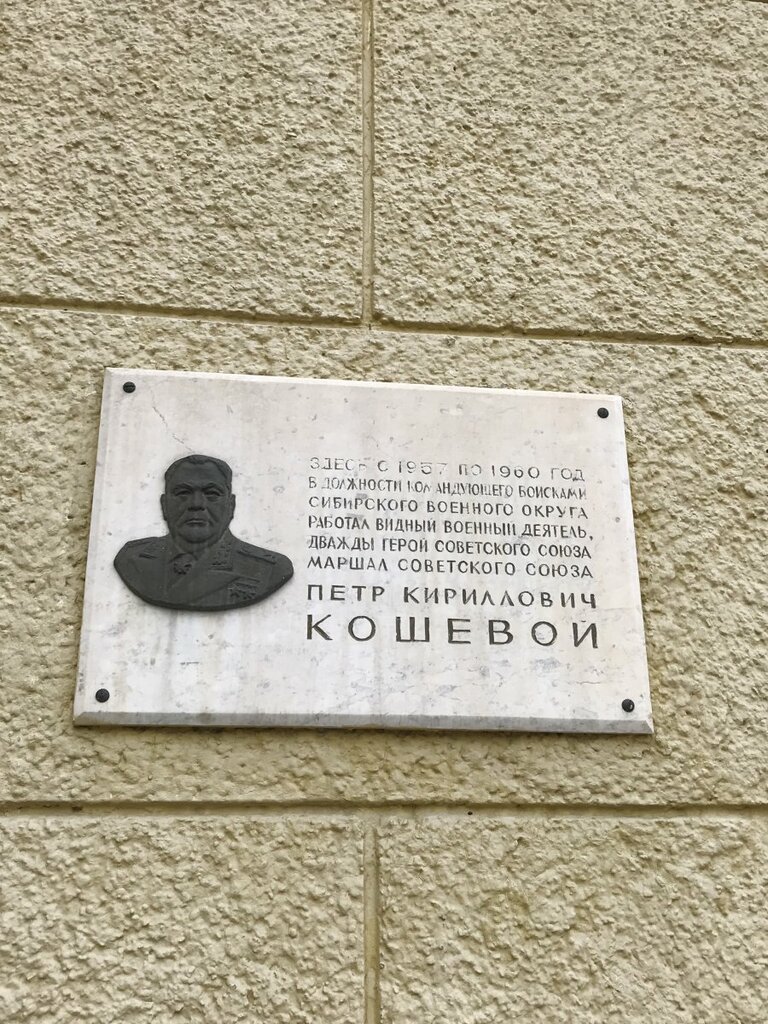 ЗДЕСЬ С 1957 ПО 1960 ГОД
В ДОЛЖНОСТИ КОМАНДУЮЩЕГО ВОЙСКАМИ
СИБИРСКОГО ВОЕННОГО ОКРУГА
РАБОТАЛ ВИДНЫЙ ВОЕННЫЙ ДЕЯТЕЛЬ,
ДВАЖДЫ ГЕРОЙ СОВЕТСКОГО СОЮЗА
МАРШАЛ СОВЕТСКОГО СОЮЗА
ПЕТР КИРИЛЛОВИЧ
КОШЕВОЙ